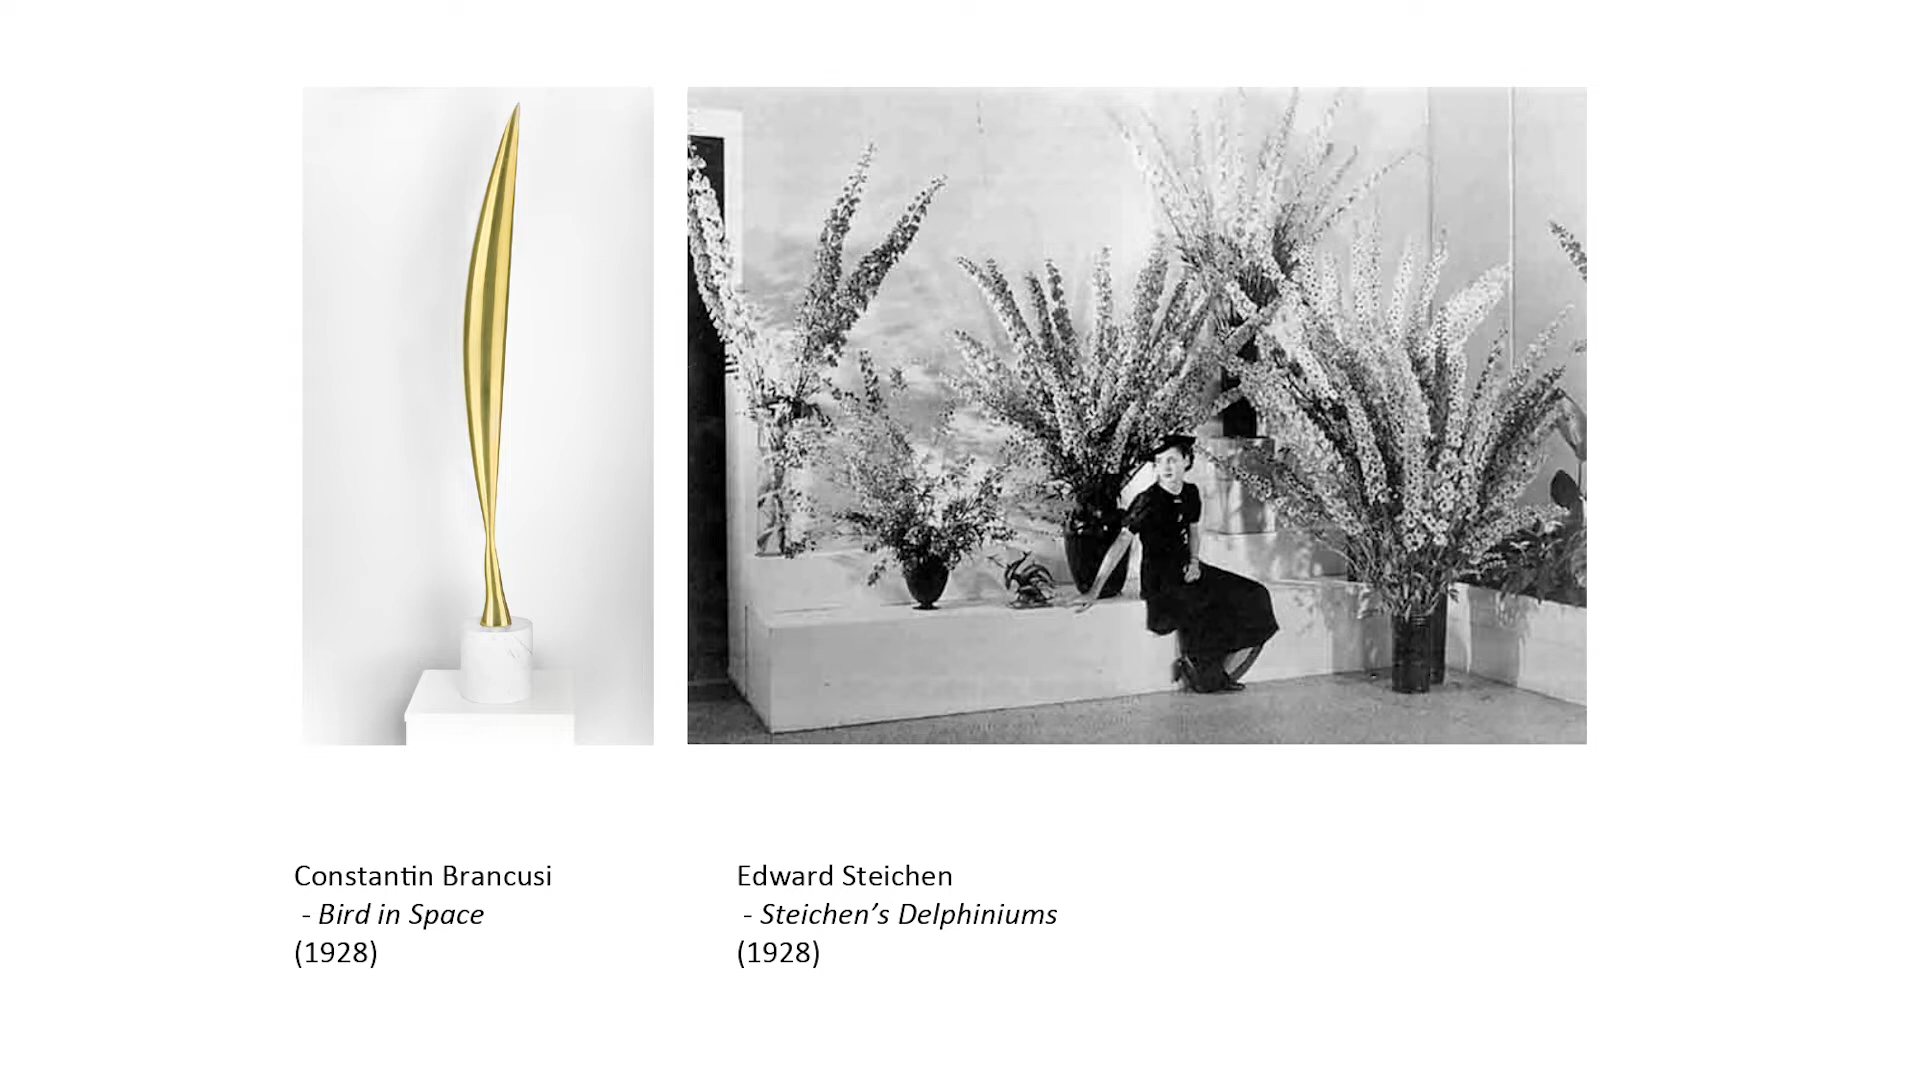 Constantin Brancusi
- Bird in Space
(1928)
Edward Steichen
- Steichen’s Delphiniums
(1928)